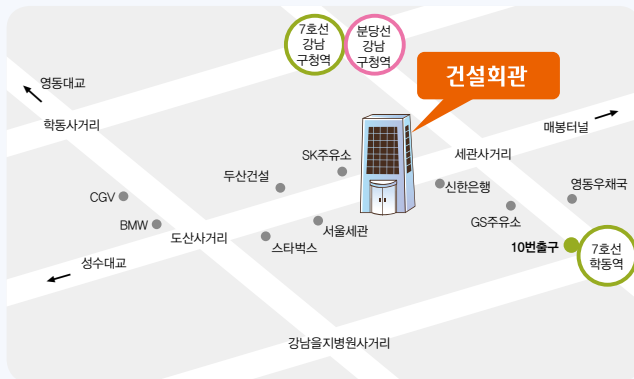 7호선
강남
구청역
분당선
강남
구청역
건설회관
영동대교
학동사거리
매봉터널
SK주유소
세관사거리
두산건설
신한은행
영동우체국
CGV
GS주유소
BMW
도산사거리
서울세관
스타벅스
10번출구
7호선
학동역
성수대교
강남을지병원사거리